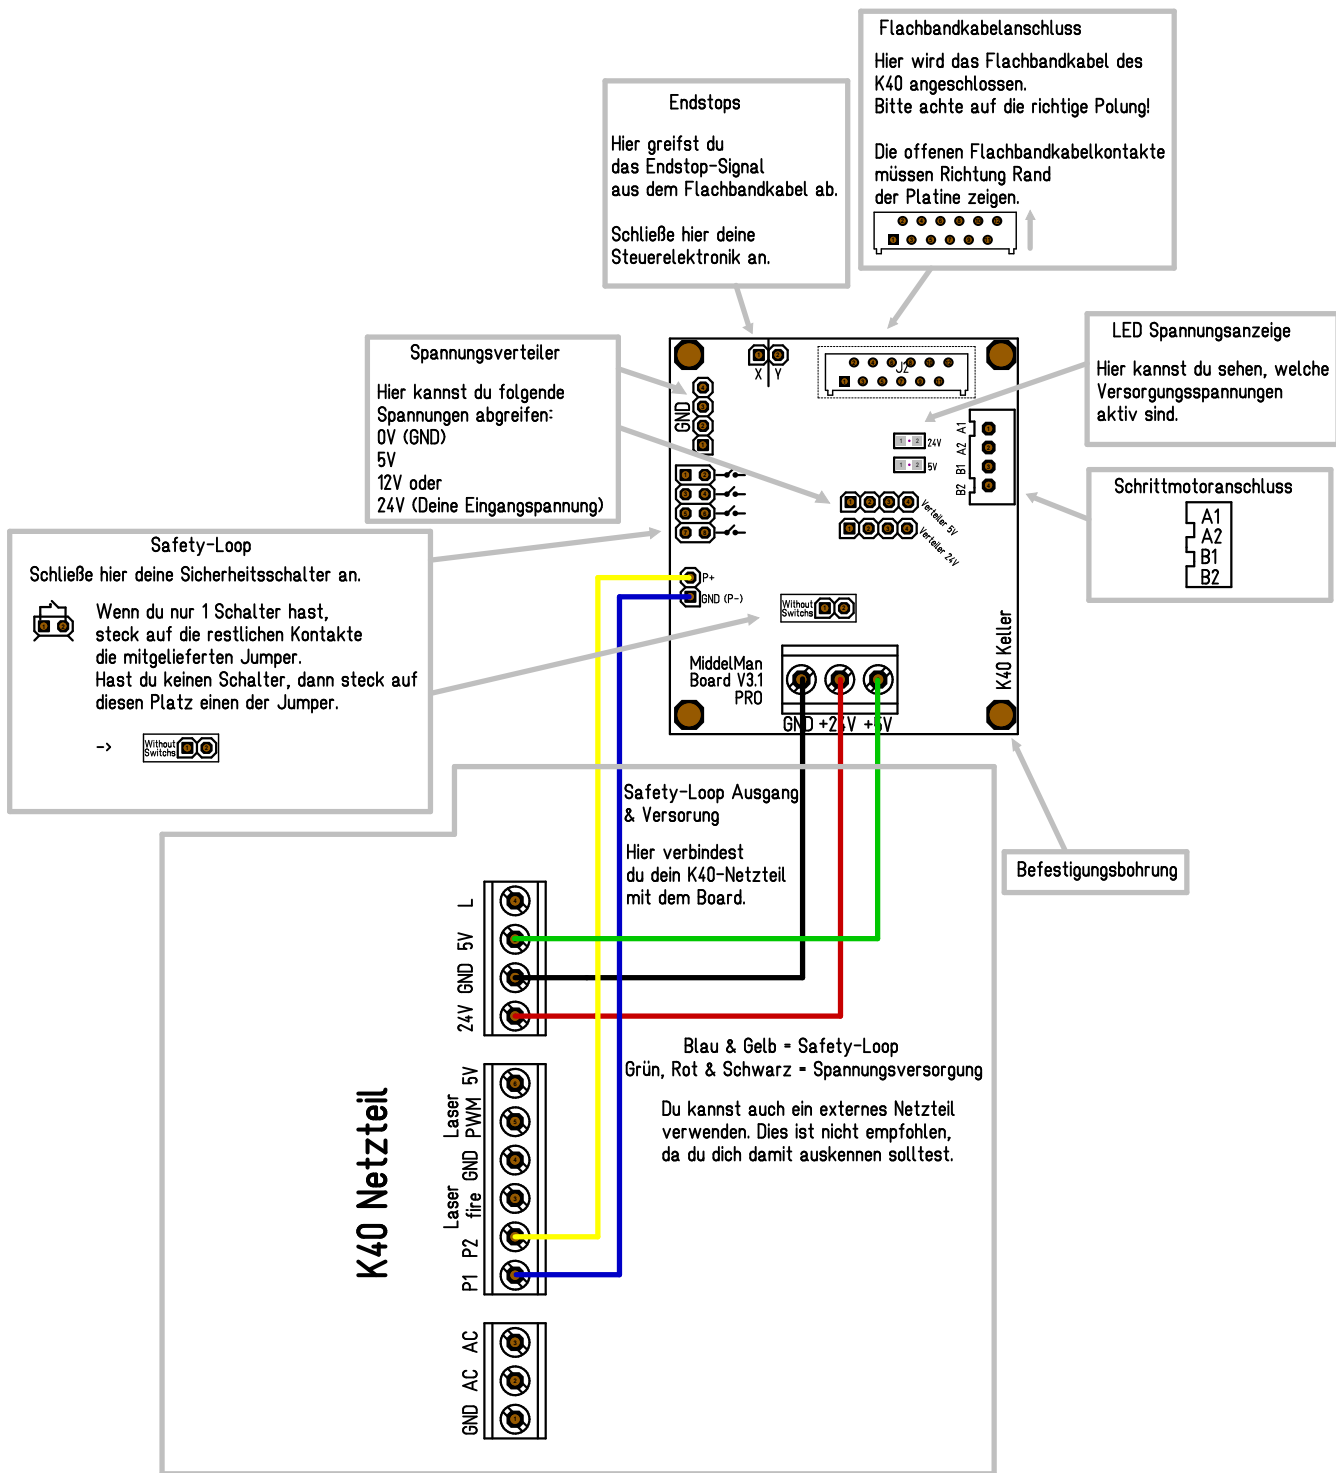 Flachbandkabelanschluss
Hier wird das Flachbandkabel des
K40 angeschlossen.
Bitte achte auf die richtige Polung!
Die offenen Flachbandkabelkontakte
müssen Richtung Rand
der Platine zeigen.
Endstops
Hier greifst du
das Endstop-Signal
aus dem Flachbandkabel ab.
Schließe hier deine
Steuerelektronik an.
LED Spannungsanzeige
Hier kannst du sehen, welche
Versorgungsspannungen
aktiv sind.
Spannungsverteiler
Hier kannst du folgende
Spannungen abgreifen:
0V (GND)
5V
12V oder
24V (Deine Eingangspannung)
Schrittmotoranschluss
A1
A2
B1
B2
Safety-Loop
Schließe hier deine Sicherheitsschalter an.
Wenn du nur 1 Schalter hast,
steck auf die restlichen Kontakte
die mitgelieferten Jumper.
Hast du keinen Schalter, dann steck auf
diesen Platz einen der Jumper.
->
Without
Switchs
X Y
J2
GND
24V
5V
A1
A2
B1
B2
Verteiler 5V
Verteiler 24V
P+
GND (P-)
Without
Switchs
MiddelMan
Board V3.1
PRO
K40 Keller
GND +24V +5V
Befestigungsbohrung
Safety-Loop Ausgang
& Versorung
Hier verbindest
du dein K40-Netzteil
mit dem Board.
L
5V
GND
24V
Blau & Gelb = Safety-Loop
Grün, Rot & Schwarz = Spannungsversorgung
Du kannst auch ein externes Netzteil
verwenden. Dies ist nicht empfohlen,
da du dich damit auskennen solltest.
K40 Netzteil
5V
Laser
PWM
GND
Laser
fire
P2
P1
AC
AC
GND